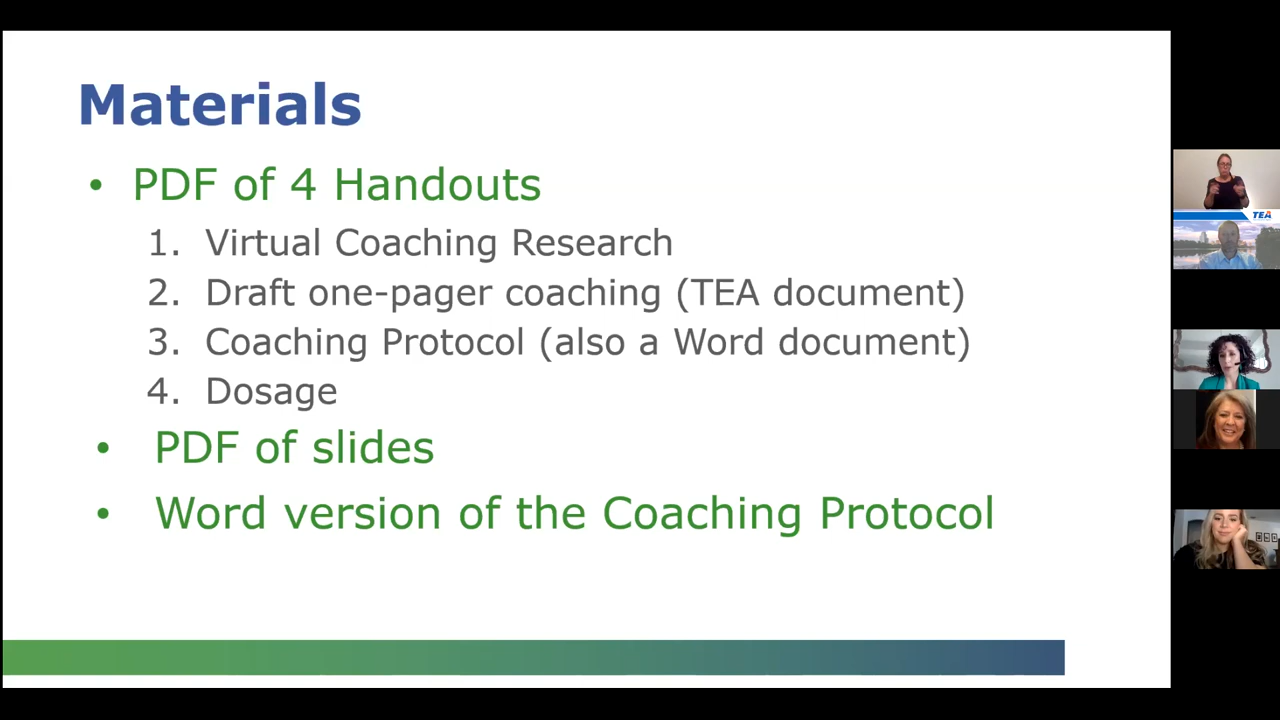 Materials
• PDF of 4 Handouts
1. Virtual Coaching Research
2. Draft one-pager coaching (TEA document)
3. Coaching Protocol (also a Word document)
4. Dosage
• PDF of slides
• Word version of the Coaching Protocol
TEA